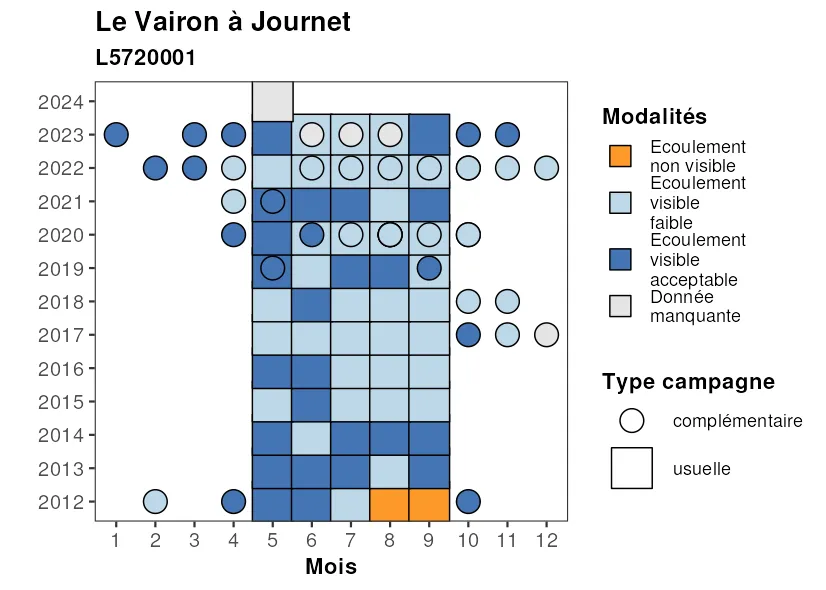 Le Vairon à Journet
L5720001
2024
2023
2022
2021
2020
2019
2018
2017
2016
2015
2014
2013
2012
1 2 3 4 5 6 7 8 9 10 11 12
Mois
Modalités
Ecoulement
non visible
Ecoulement
visible
faible
Ecoulement
visible
acceptable
Donnée
manquante
Type campagne
complémentaire
usuelle